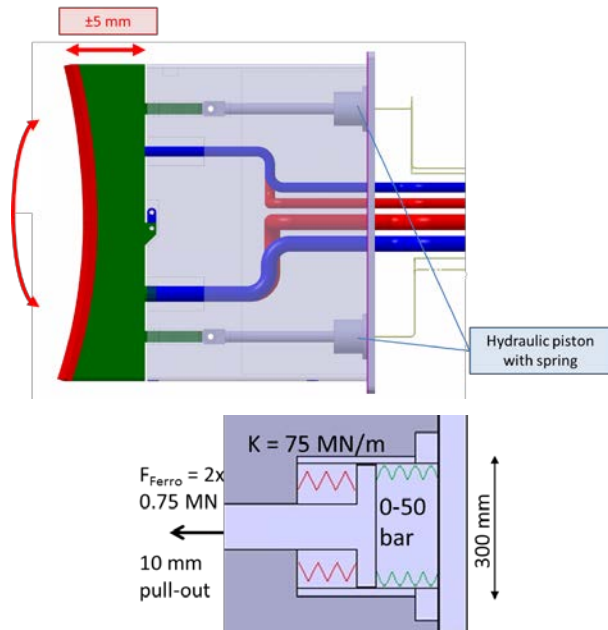 ±5 mm
Hydraulic piston
with spring
K = 75 MN/m
F_Ferro = 2x
0.75 MN
0-50
bar
10 mm
pull-out
300 mm